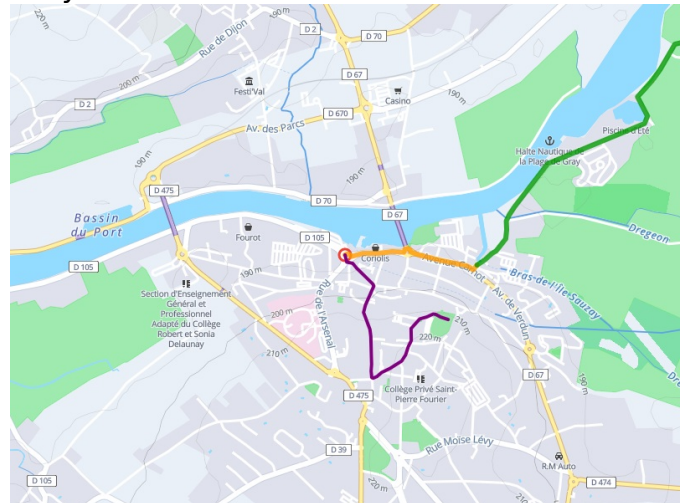 210 m
Rue de Dijon
D 2
D 70
200 m
D 67
190 m
Festi'Val
Casino
190 m
D 2
D 670
Av. des Parcs
Piscine d'Été
Halte Nautique de
la Plage de Gray
190 m
D 475
D 70
Bassin
du Port
D 67
Dregeon
Fourot
D 105
Coriolis
Avenue Carnot - Av. de Verdun
D 105
190 m
Bras-de-l'Île-Sauzay
Section d'Enseignement
Général et
Professionnel
Adapté du Collège
Robert et Sonia
Delaunay
Rue de l'Arsenal
200 m
210 m
220 m
210 m
D 67
Collège Privé Saint-
Pierre Fourier
D 475
Rue Moise Lévy
D 39
R.M Auto
D 105
D 474